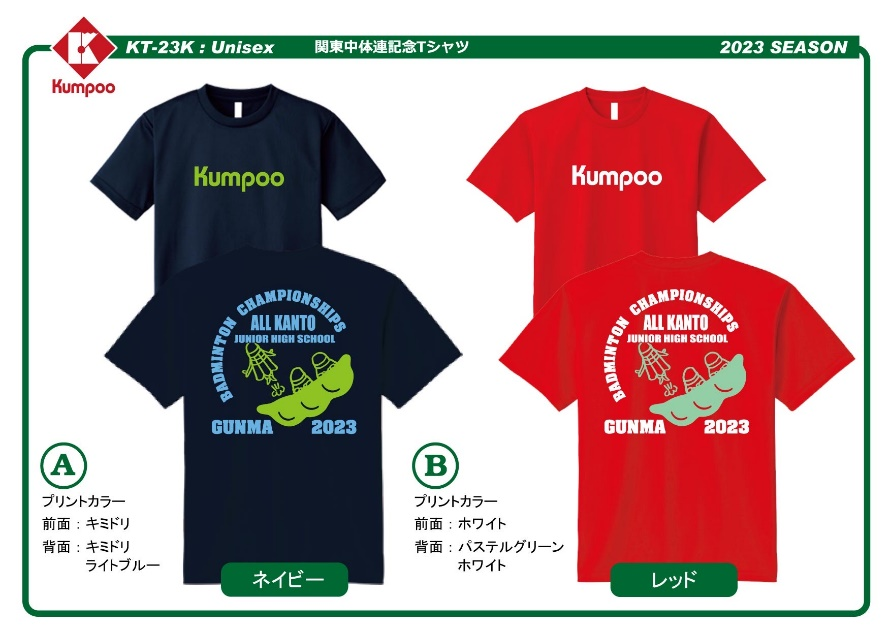 KT-23K : Unisex 関東中体連記念Tシャツ 2023 SEASON
K
Kumpoo
Kumpoo
Kumpoo
BADMINTON CHAMPIONSHIPS
ALL KANTO
JUNIOR HIGH SCHOOL
GUNMA 2023
BADMINTON CHAMPIONSHIPS
ALL KANTO
JUNIOR HIGH SCHOOL
GUNMA 2023
A
プリントカラー
前面：キミドリ
背面：キミドリ
ライトブルー
ネイビー
B
プリントカラー
前面：ホワイト
背面：パステルグリーン
ホワイト
レッド